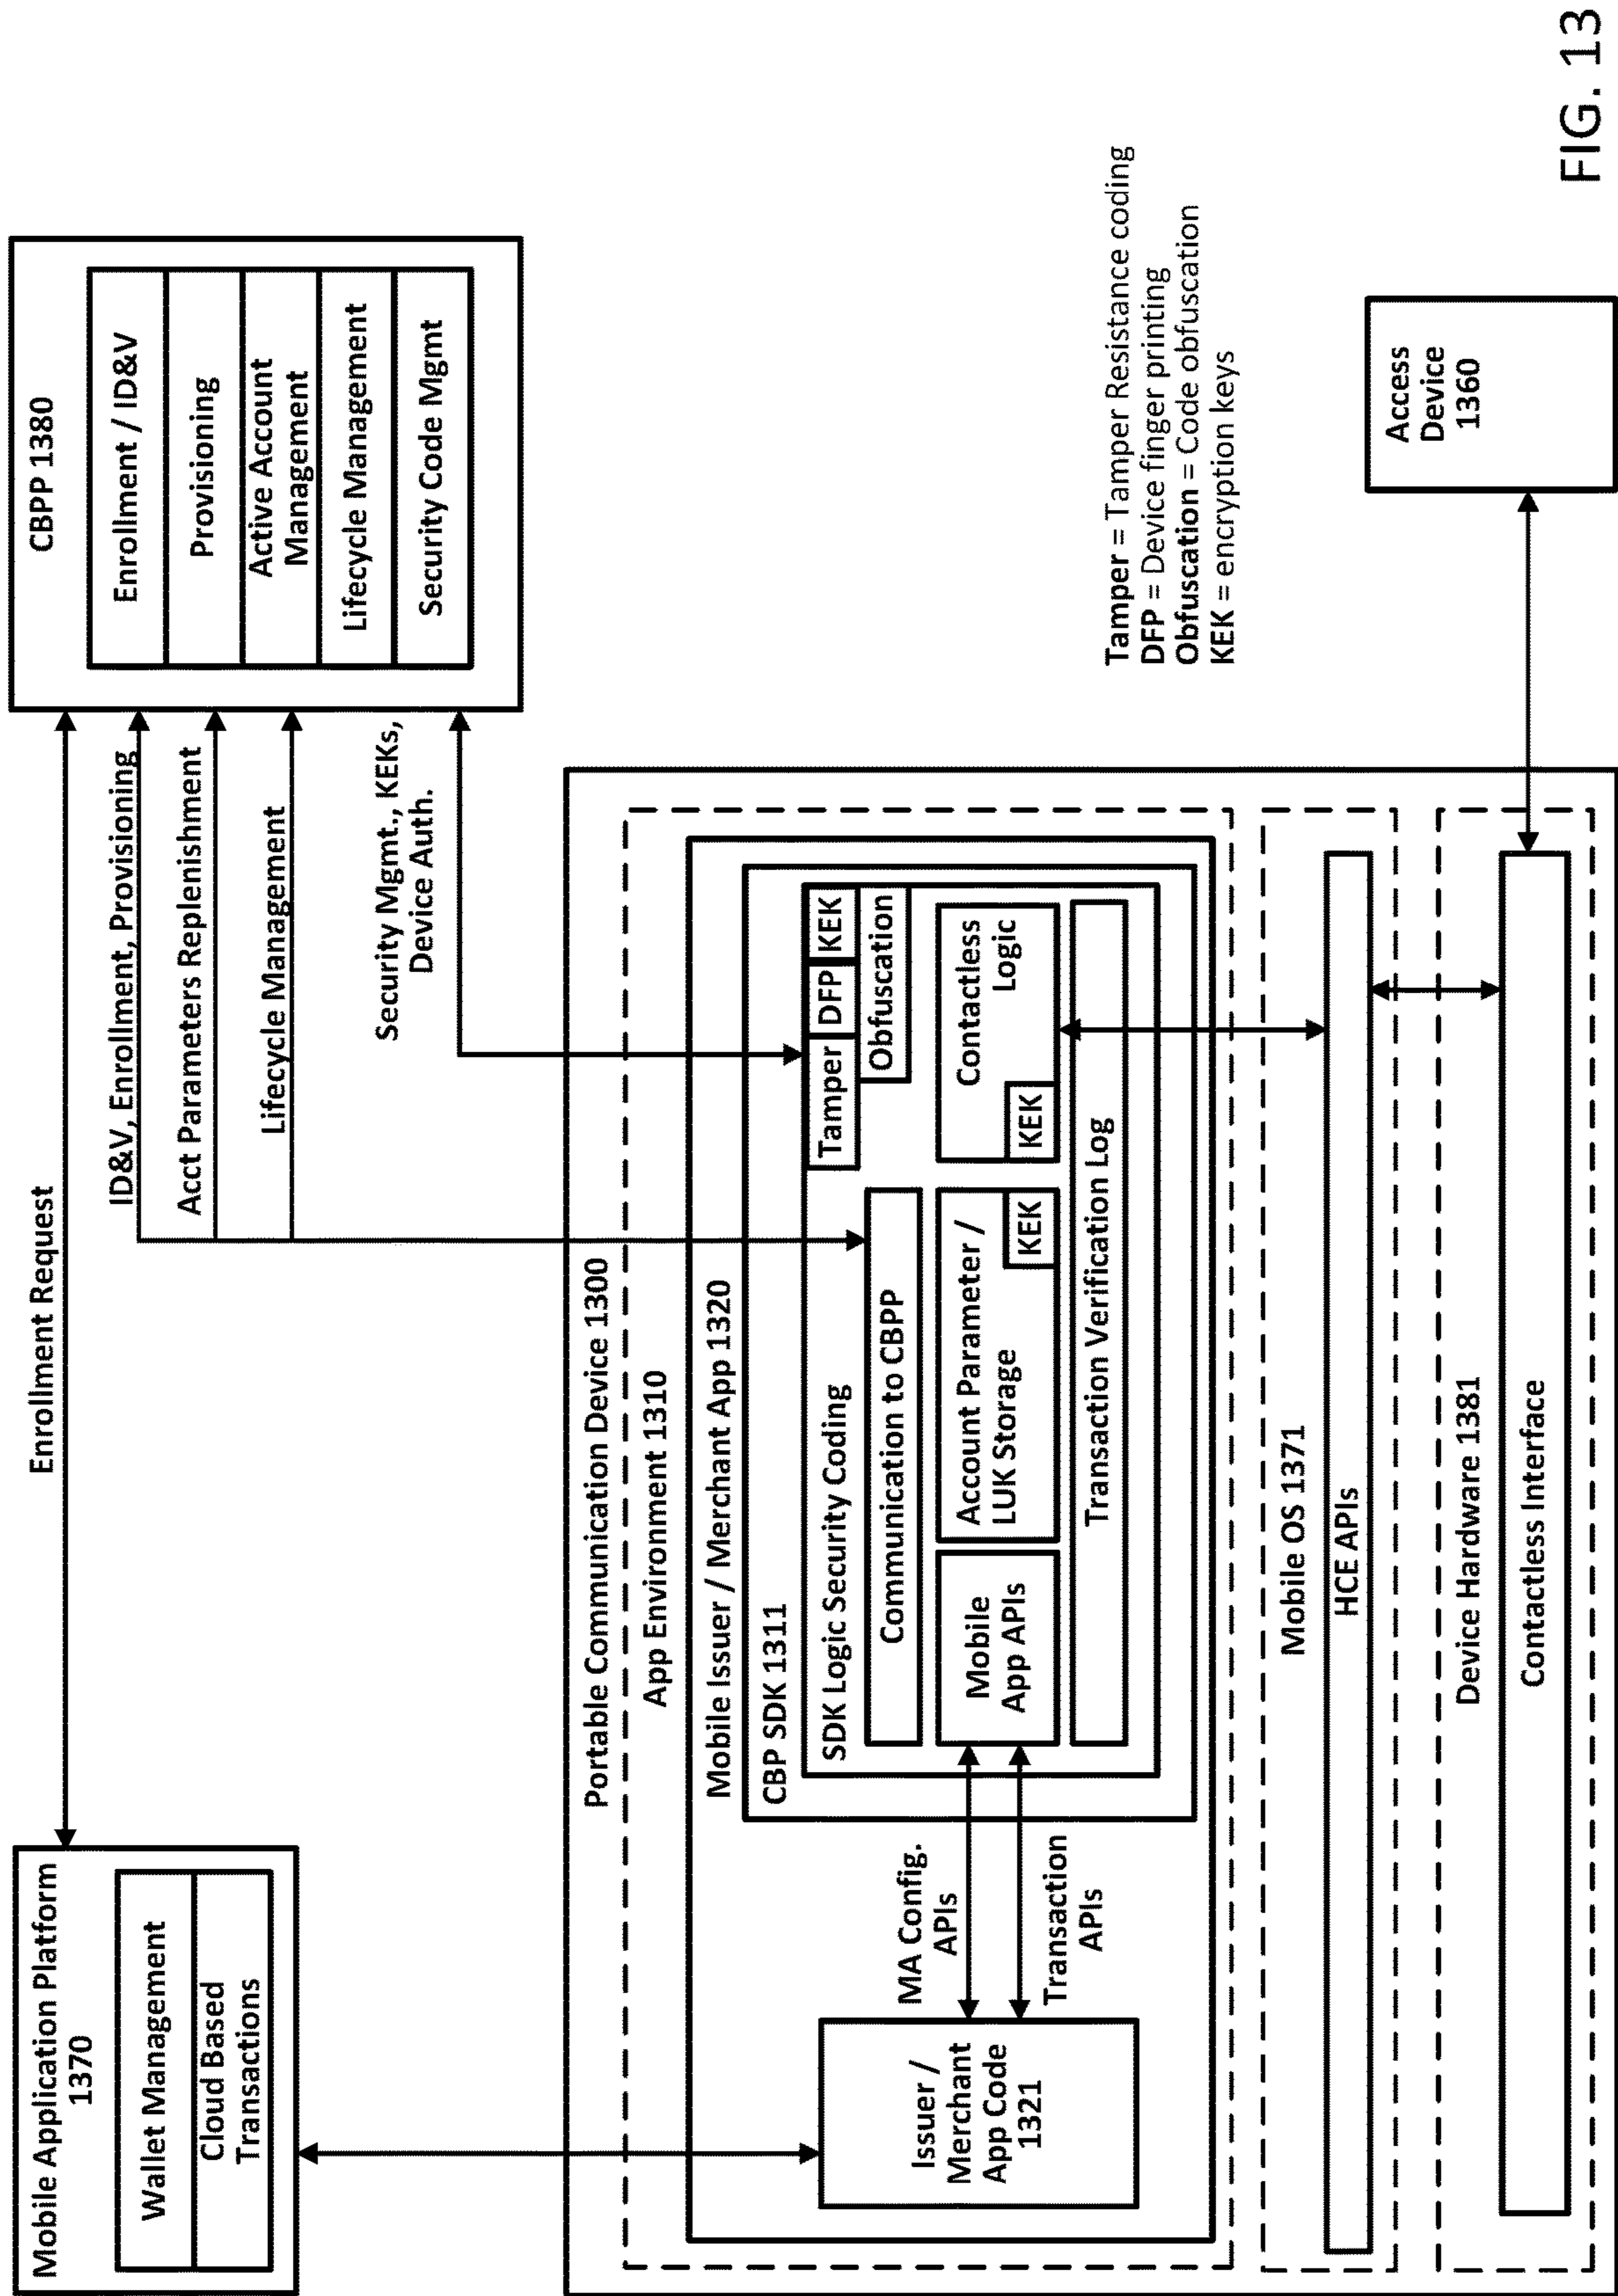 Mobile Application Platform
1370
Wallet Management
Cloud Based
Transactions
Enrollment Request
CBPP 1380
Enrollment / ID&V
Provisioning
Active Account
Management
Lifecycle Management
Security Code Mgmt
ID&V, Enrollment, Provisioning
Acct Parameters Replenishment
Lifecycle Management
Security Mgmt., KEKs,
Device Auth.
Portable Communication Device 1300
App Environment 1310
Mobile Issuer / Merchant App 1320
CBP SDK 1311
SDK Logic Security Coding
Tamper
DFP
KEK
Obfuscation
Communication to CBPP
Issuer /
Merchant
App Code
1321
MA Config.
APIs
Transaction
APIs
Mobile
App APIs
Account Parameter /
LUK Storage
KEK
Contactless
Logic
KEK
Transaction Verification Log
Mobile OS 1371
HCE APIs
Device Hardware 1381
Contactless Interface
Tamper = Tamper Resistance coding
DFP = Device finger printing
Obfuscation = Code obfuscation
KEK = encryption keys
Access
Device
1360
FIG. 13